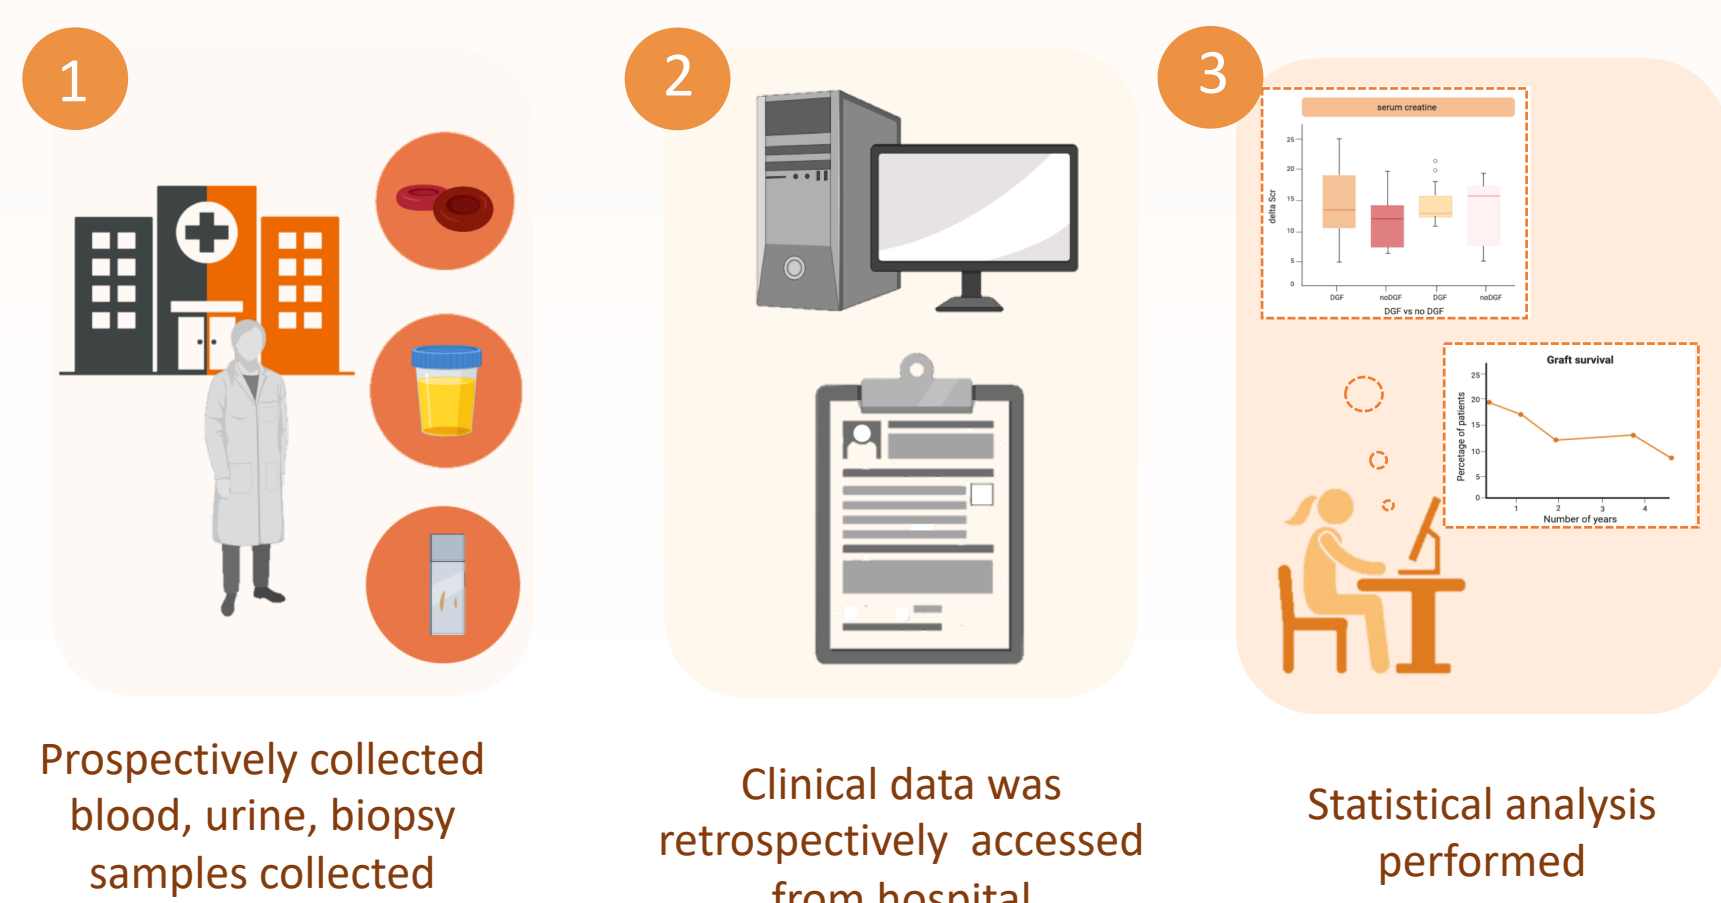 1
Prospectively collected
blood, urine, biopsy
samples collected
2
Clinical data was
retrospectively accessed
from hospital
3
serum creatine
25
20
15
10
5
0
delta Scr
DGF noDGF DGF noDGF
DGF vs no DGF
Graft survival
25
20
15
10
5
0
Percetage of patients
1 2 3 4
Number of years
Statistical analysis
performed